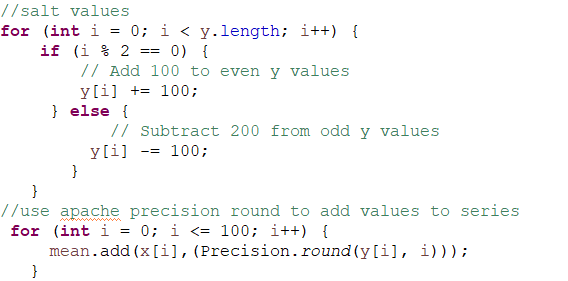 //salt values
for (int i = 0; i < y.length; i++) {
if (i % 2 == 0) {
// Add 100 to even y values
y[i] += 100;
} else {
// Subtract 200 from odd y values
y[i] -= 100;
}
}
//use apache precision round to add values to series
for (int i = 0; i <= 100; i++) {
mean.add(x[i],(Precision.round(y[i], i)));
}